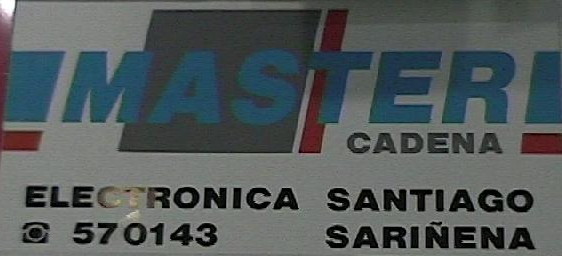 MASTER
CADENA
ELECTRONICA SANTIAGO
☎ 570143 SARIÑENA